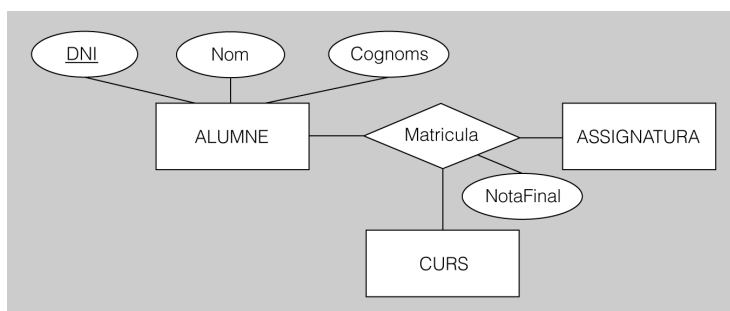 DNI
Nom
Cognoms
ALUMNE
Matricula
ASSIGNATURA
NotaFinal
CURS